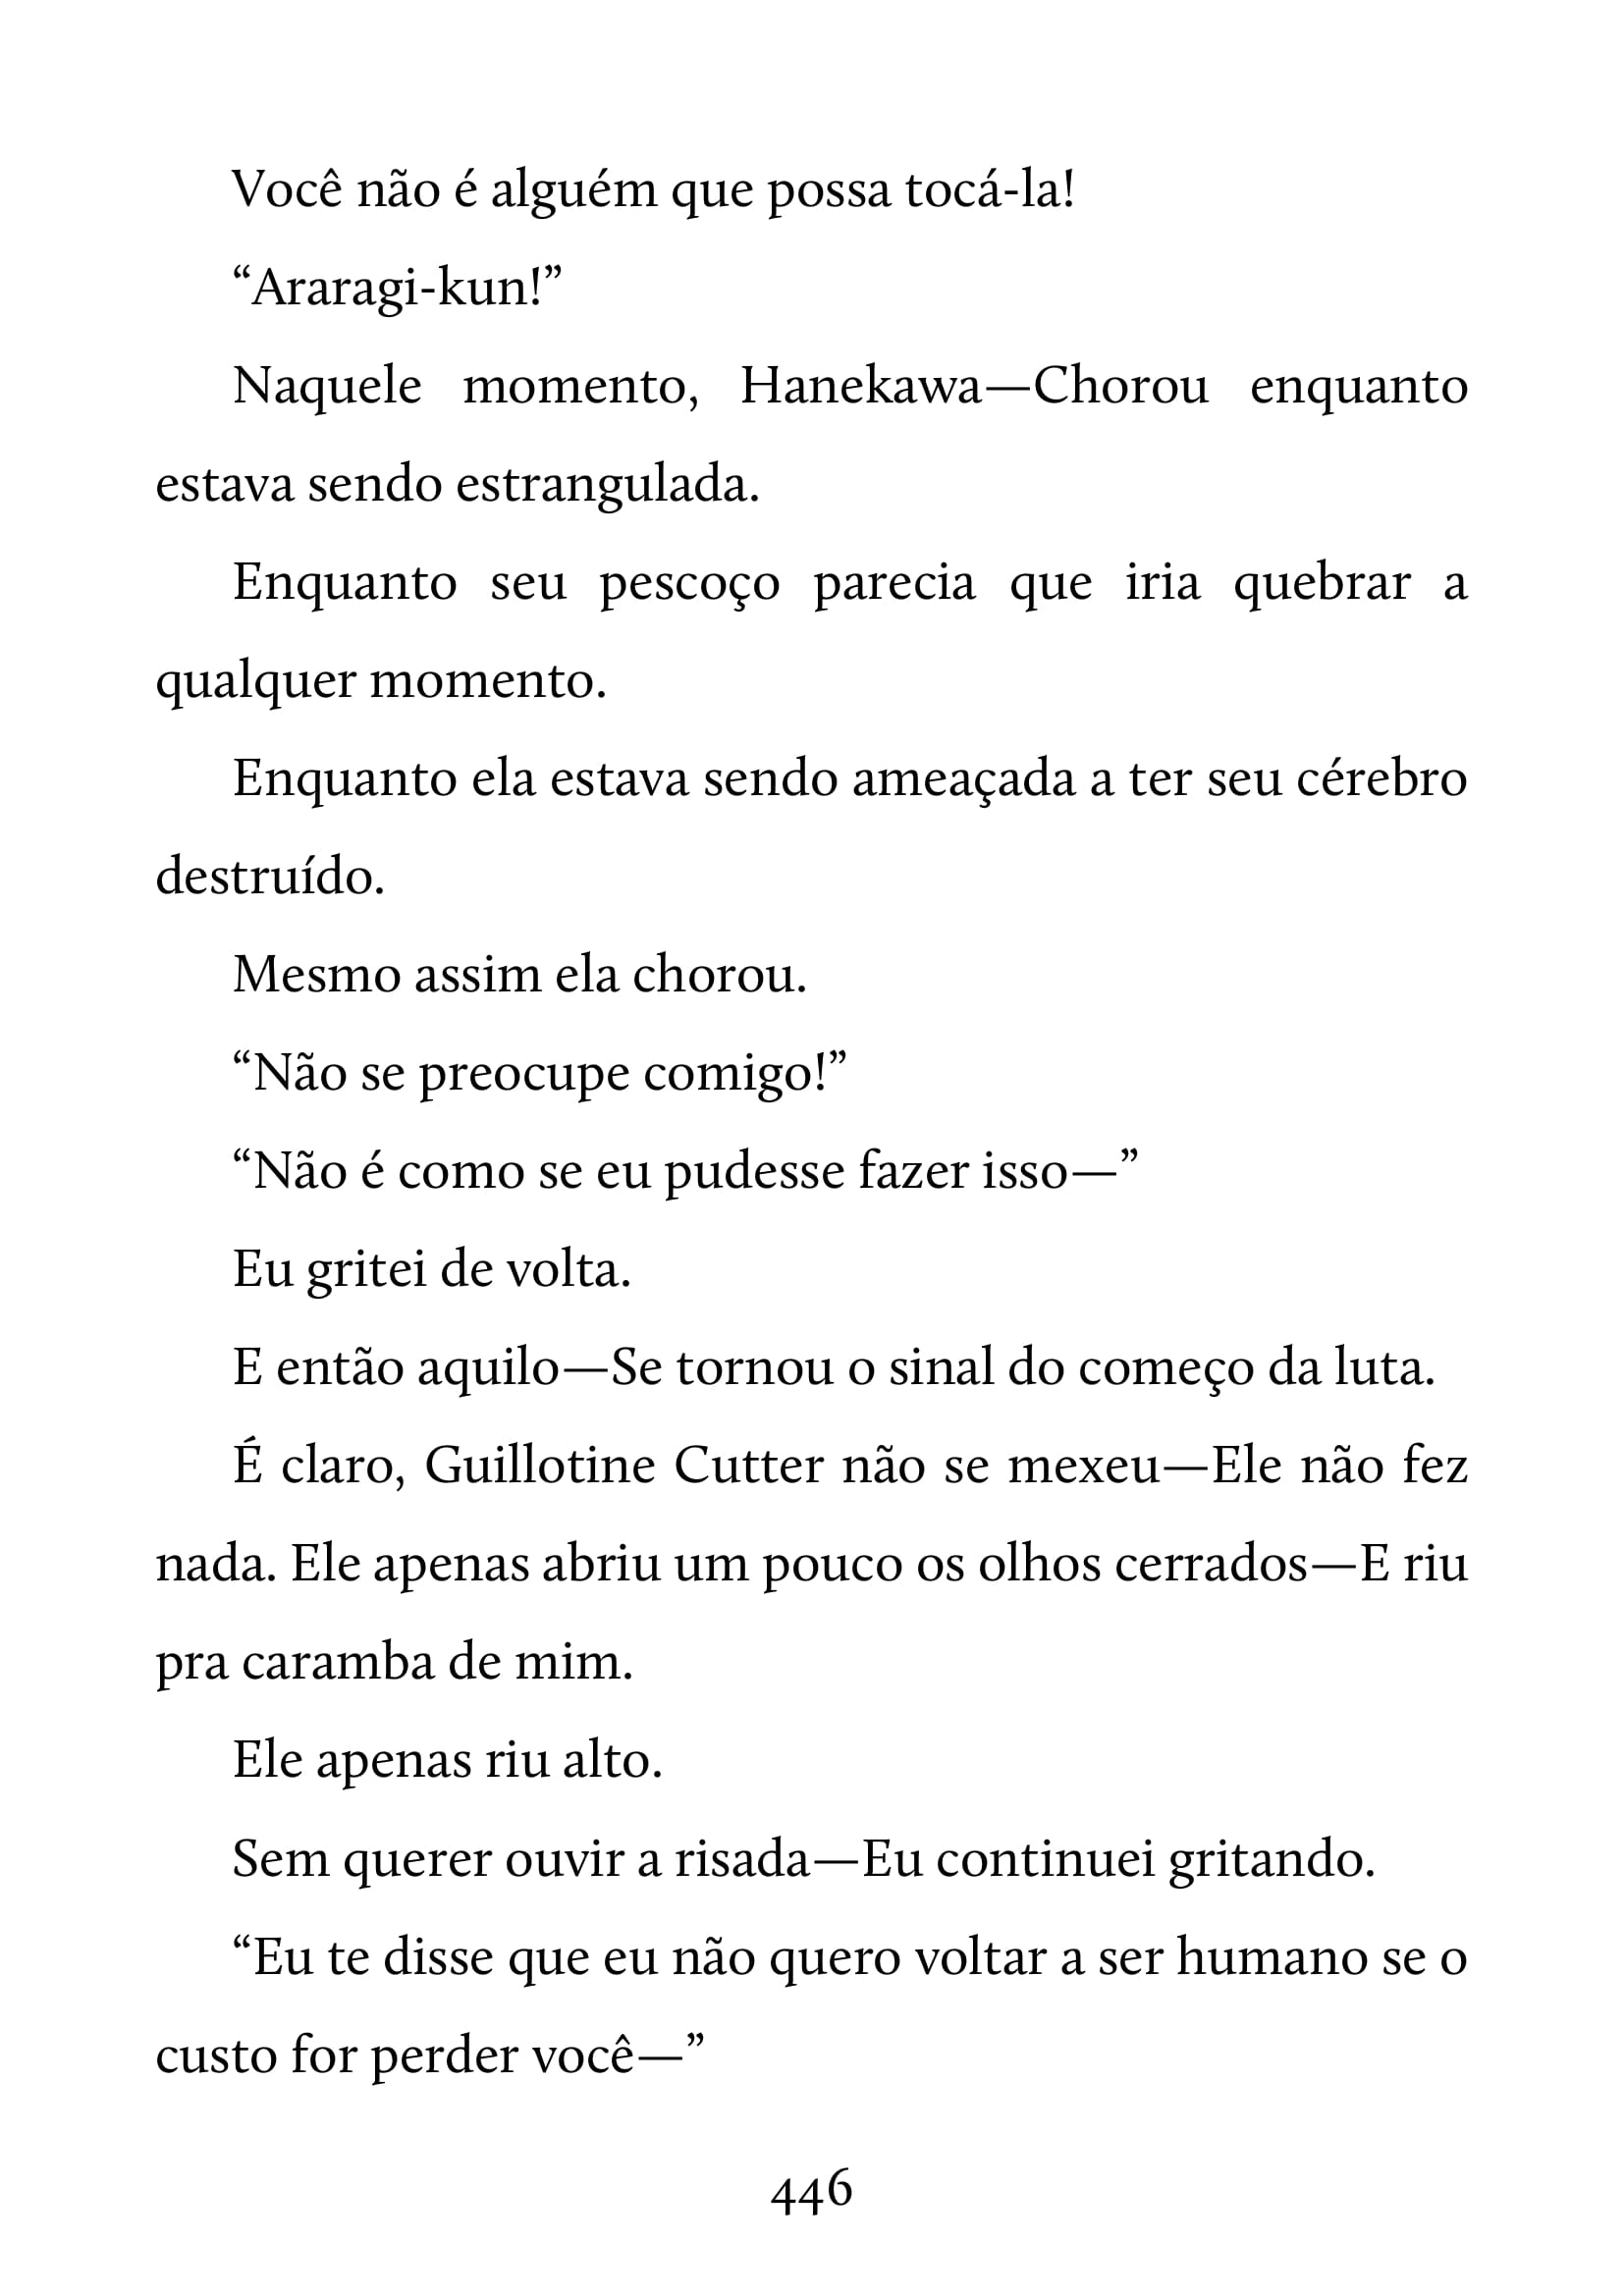 Você não é alguém que possa tocá-la!
“Araragi-kun!”
Naquele momento, Hanekawa—Chorou enquanto
estava sendo estrangulada.
Enquanto seu pescoço parecia que iria quebrar a
qualquer momento.
Enquanto ela estava sendo ameaçada a ter seu cérebro
destruído.
Mesmo assim ela chorou.
“Não se preocupe comigo!”
“Não é como se eu pudesse fazer isso—”
Eu gritei de volta.
E então aquilo—Se tornou o sinal do começo da luta.
É claro, Guillotine Cutter não se mexeu—Ele não fez
nada. Ele apenas abriu um pouco os olhos cerrados—E riu
pra caramba de mim.
Ele apenas riu alto.
Sem querer ouvir a risada—Eu continuei gritando.
“Eu te disse que eu não quero voltar a ser humano se o
custo for perder você—”
446